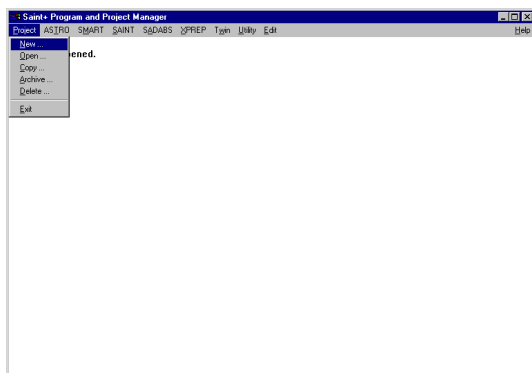 Saint+ Program and Project Manager
Project ASTRO SMART SAINT SADABS XPREP Twin Utility Edit Help
New ...
Open ...
Copy ...
Archive ...
Delete ...
Exit
ened.